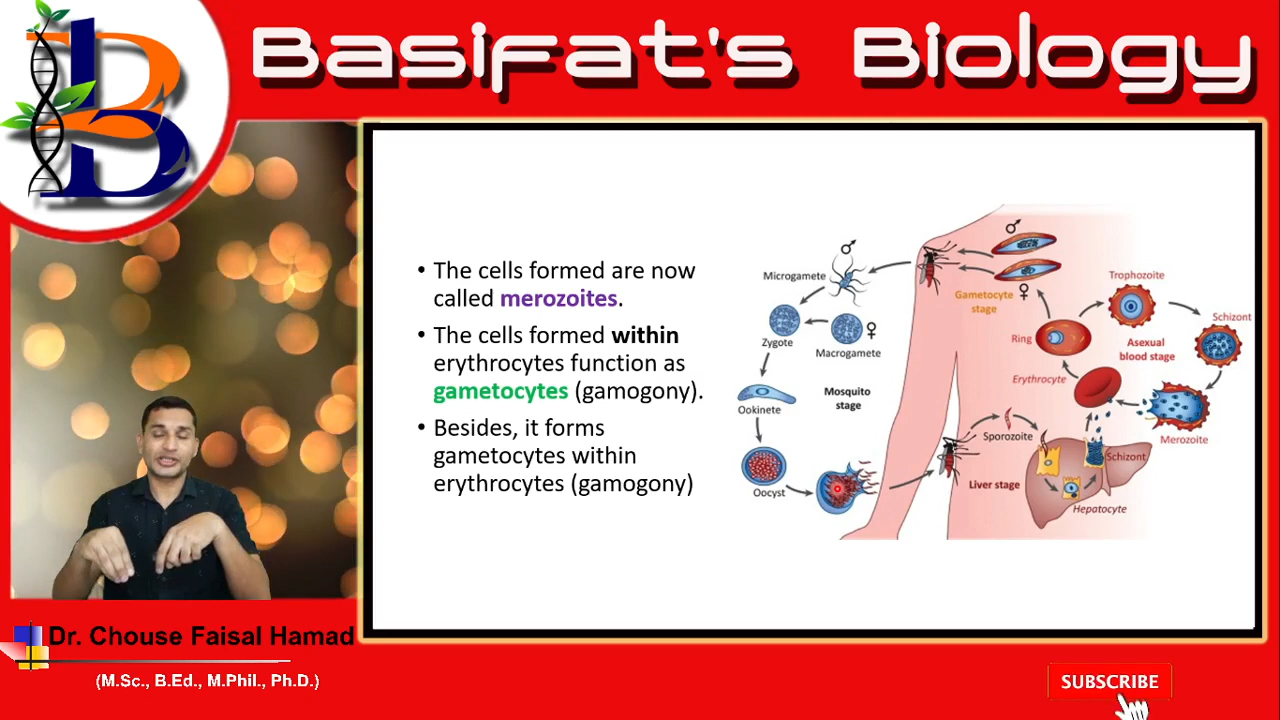 Basifat's Biology
B
• The cells formed are now
called merozoites.
• The cells formed within
erythrocytes function as
gametocytes (gamogony).
• Besides, it forms
gametocytes within
erythrocytes (gamogony)
♂
♂
Microgamete
Gametocyte
stage
♀
Trophozoite
Schizont
Zygote
♀
Macrogamete
Ring
Asexual
blood stage
Erythrocyte
Mosquito
stage
Ookinete
Merozoite
Sporozoite
Schizont
Oocyst
Liver stage
Hepatocyte
Dr. Chouse Faisal Hamad
(M.Sc., B.Ed., M.Phil., Ph.D.)
SUBSCRIBE